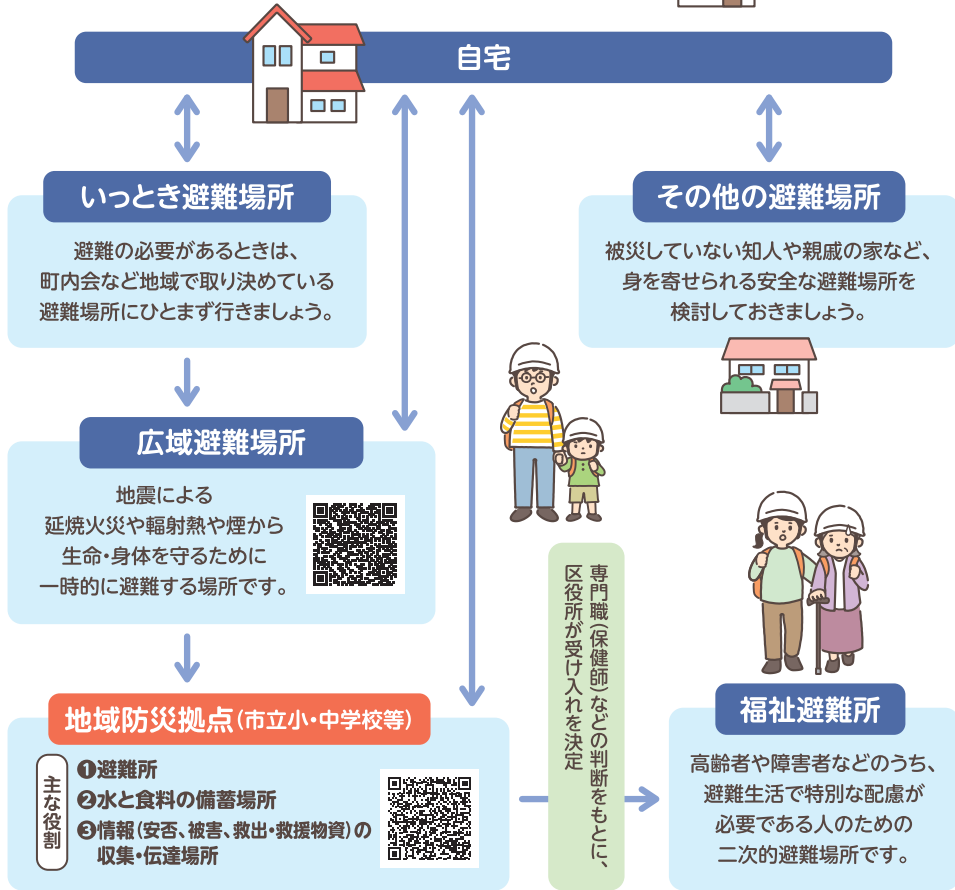 自宅
いっとき避難場所
避難の必要があるときは、
町内会など地域で取り決めている
避難場所にひとまず行きましょう。
その他の避難場所
被災していない知人や親戚の家など、
身を寄せられる安全な避難場所を
検討しておきましょう。
広域避難場所
地震による
延焼火災や輻射熱や煙から
生命・身体を守るために
一時的に避難する場所です。
地域防災拠点(市立小・中学校等)
主な役割
❶避難所
❷水と食料の備蓄場所
❸情報(安否、被害、救出・救援物資)の
収集・伝達場所
専門職(保健師)などの判断をもとに、
区役所が受け入れを決定
福祉避難所
高齢者や障害者などのうち、
避難生活で特別な配慮が
必要である人のための
二次的避難場所です。